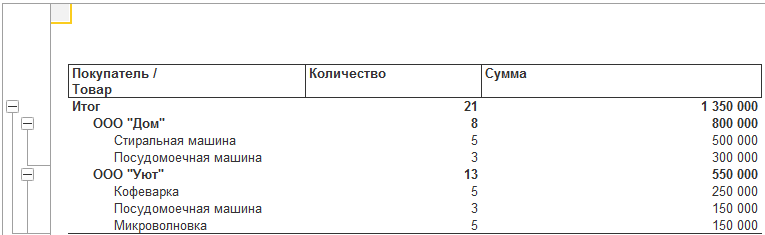 Покупатель / Количество Сумма
Товар
Итог 21 1 350 000
ООО "Дом" 8 800 000
Стиральная машина 5 500 000
Посудомоечная машина 3 300 000
ООО "Уют" 13 550 000
Кофеварка 5 250 000
Посудомоечная машина 3 150 000
Микроволновка 5 150 000